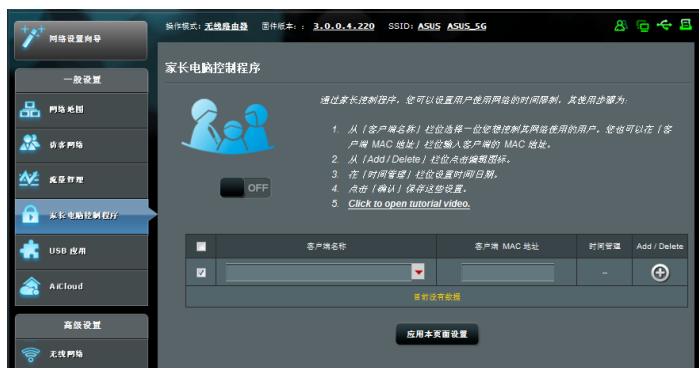 网络设置向导
操作模式: 无线路由器 固件版本: : 3.0.0.4.220 SSID: ASUS ASUS_5G
一般设置
网络地图
访客网络
流量管理
家长电脑控制程序
USB 应用
AiCloud
高级设置
无线网络
家长电脑控制程序
通过家长控制程序，您可以设置用户使用网络的时间限制，其使用步骤为:
1. 从 [客户端名称] 栏位选择一位您想控制其网络使用的用户。您也可以在 [客
户端 MAC 地址] 栏位输入客户端的 MAC 地址。
2. 从 [Add / Delete] 栏位点击编辑图标。
3. 在 [时间管理] 栏位设置时间/日期。
4. 点击 [确认] 保存这些设置。
5. Click to open tutorial video.
OFF
客户端名称 客户端 MAC 地址 时间管理 Add / Delete
--
目前没有数据
应用本页面设置